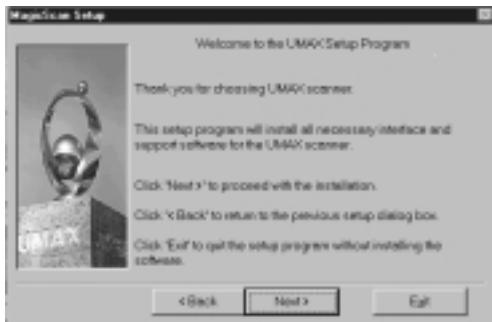 MagicScan Setup
Welcome to the UMAX Setup Program
Thank you for choosing UMAX scanner.
This setup program will install all necessary interface and
support software for the UMAX scanner.
Click 'Next >' to proceed with the installation.
Click '< Back' to return to the previous setup dialog box.
Click 'Exit' to quit the setup program without installing the
software.
UMAX
< Back
Next >
Exit